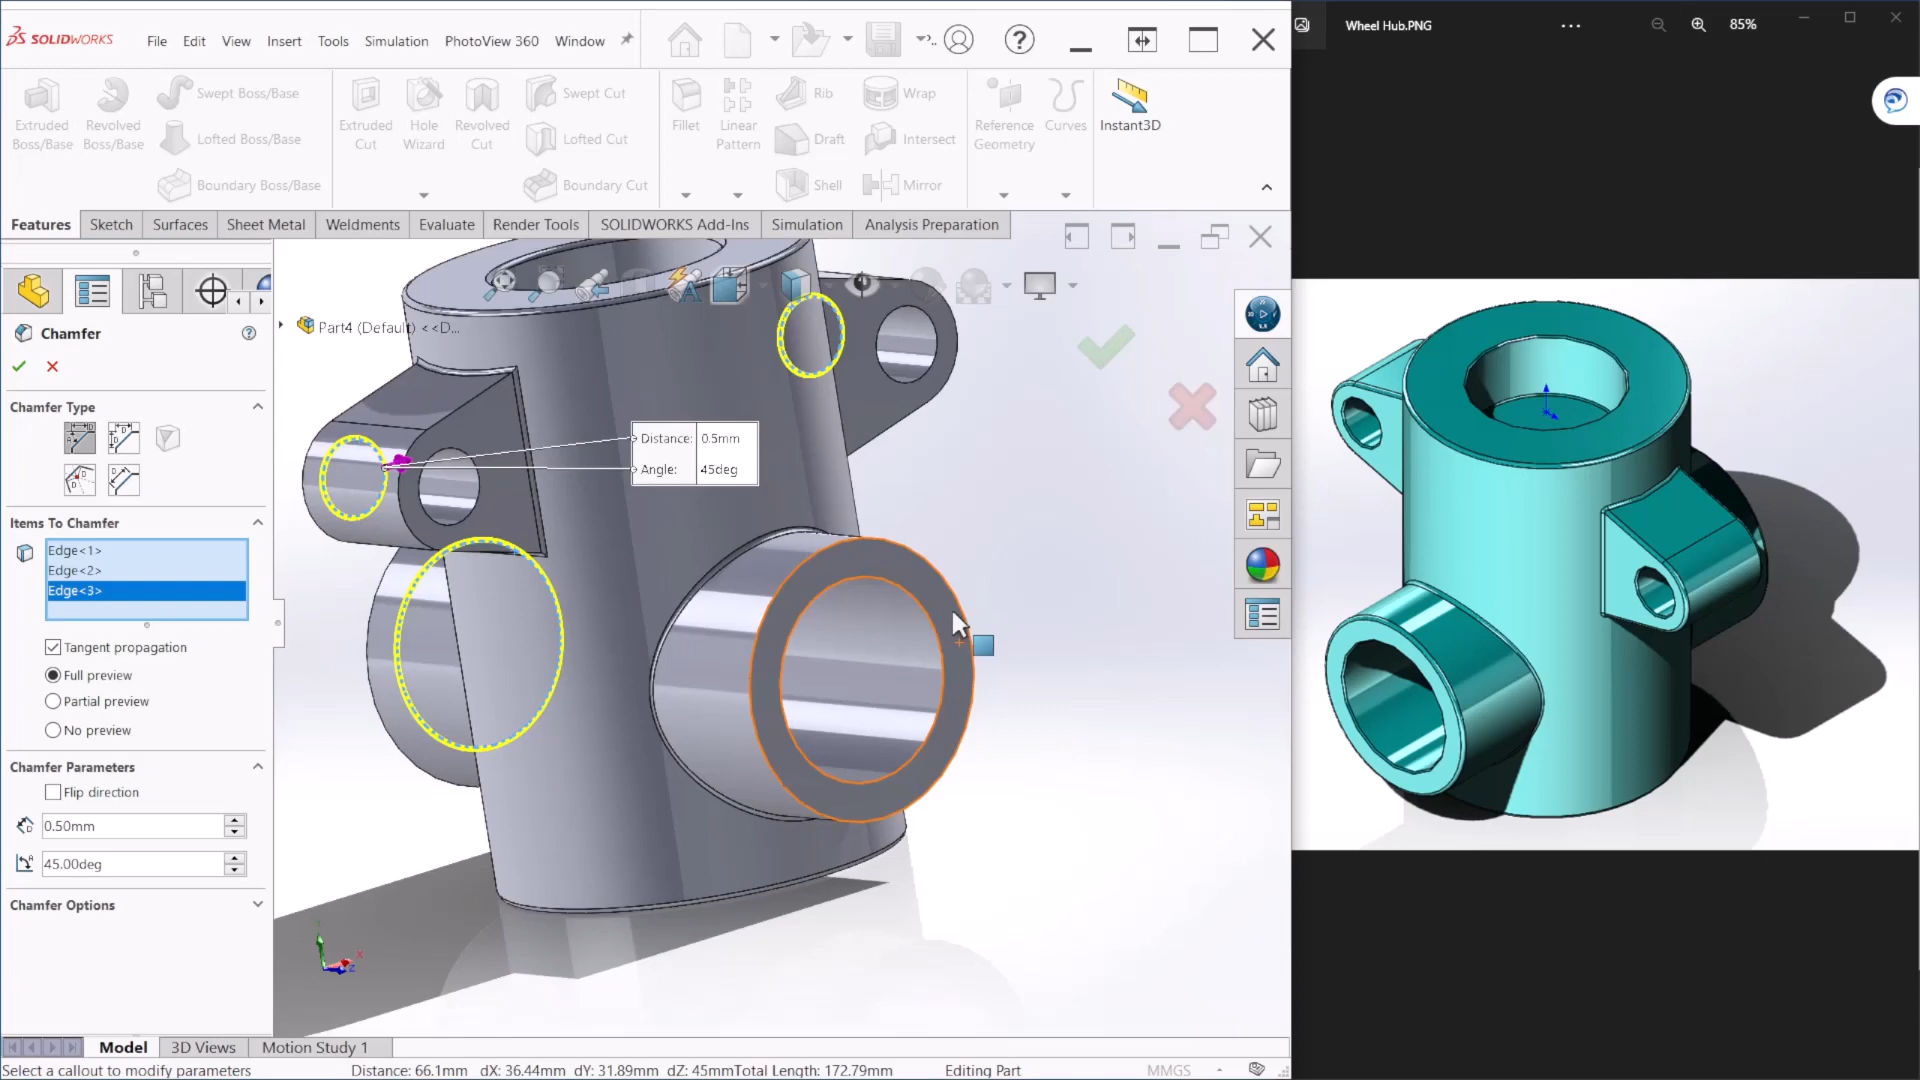 SOLIDWORKS File Edit View Insert Tools Simulation PhotoView 360 Window
Wheel Hub.PNG
85%
Extruded Boss/Base
Revolved Boss/Base
Swept Boss/Base
Lofted Boss/Base
Boundary Boss/Base
Extruded Cut
Hole Wizard
Revolved Cut
Swept Cut
Lofted Cut
Boundary Cut
Fillet
Linear Pattern
Rib
Draft
Shell
Wrap
Intersect
Mirror
Reference Geometry
Curves
Instant3D
Features Sketch Surfaces Sheet Metal Weldments Evaluate Render Tools SOLIDWORKS Add-Ins Simulation Analysis Preparation
Part4 (Default) <<D...
Chamfer
Chamfer Type
Items To Chamfer
Edge<1>
Edge<2>
Edge<3>
Tangent propagation
Full preview
Partial preview
No preview
Chamfer Parameters
Flip direction
0.50mm
45.00deg
Chamfer Options
Distance: 0.5mm
Angle: 45deg
Model 3D Views Motion Study 1
Select a callout to modify parameters Distance: 66.1mm dX: 36.44mm dY: 31.89mm dZ: 45mmTotal Length: 172.79mm Editing Part MMGS